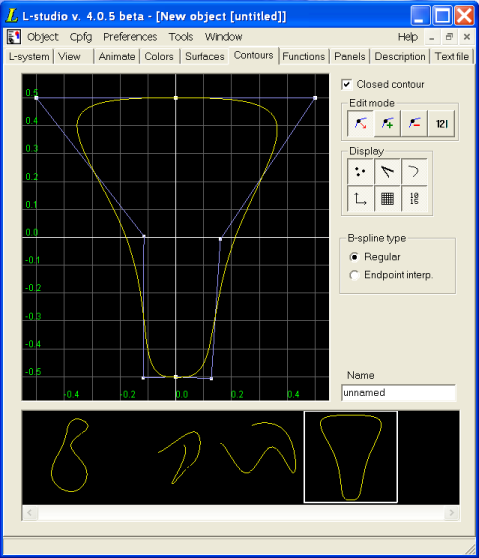 L-studio v. 4.0.5 beta - [New object [untitled]]
Object Cpfg Preferences Tools Window Help
L-system View Animate Colors Surfaces Contours Functions Panels Description Text file
Closed contour
Edit mode
12|
Display
B-spline type
Regular
Endpoint interp.
Name
unnamed
0.5
0.4
0.3
0.2
0.1
0.0
-0.1
-0.2
-0.3
-0.4
-0.5
-0.4 -0.2 0.0 0.2 0.4